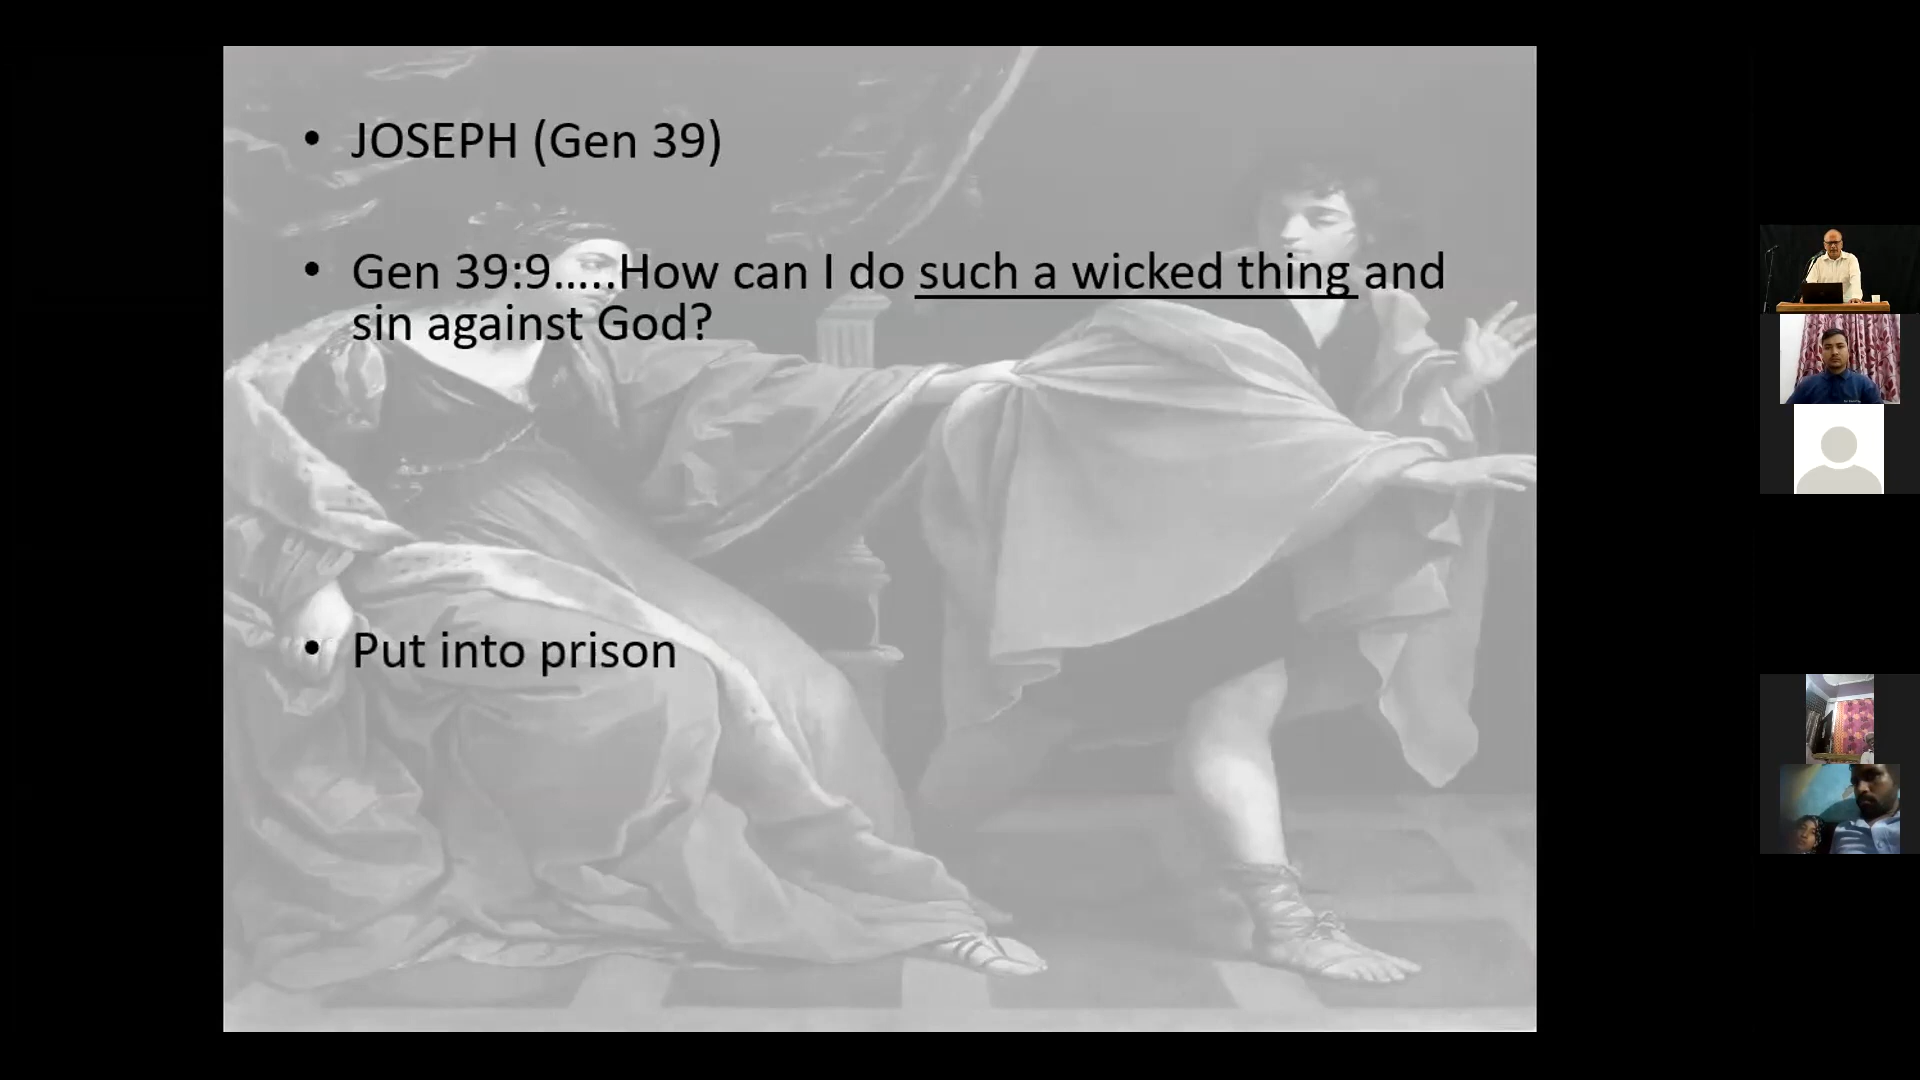 • JOSEPH (Gen 39)
• Gen 39:9.....How can I do such a wicked thing and
sin against God?
• Put into prison